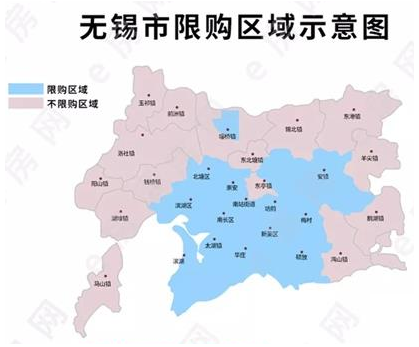 无锡市限购区域示意图
限购区域
不限购区域
玉祁镇
前洲镇
堰桥镇
锡北镇
东港镇
洛社镇
东北塘镇
羊尖镇
阳山镇
钱桥镇
北塘区
崇安
东亭镇
安镇
胡埭镇
滨湖区
南站街道
坊前
南长区
梅村
鹅湖镇
太湖镇
新吴区
滨湖
华庄
硕放
鸿山镇
马山镇